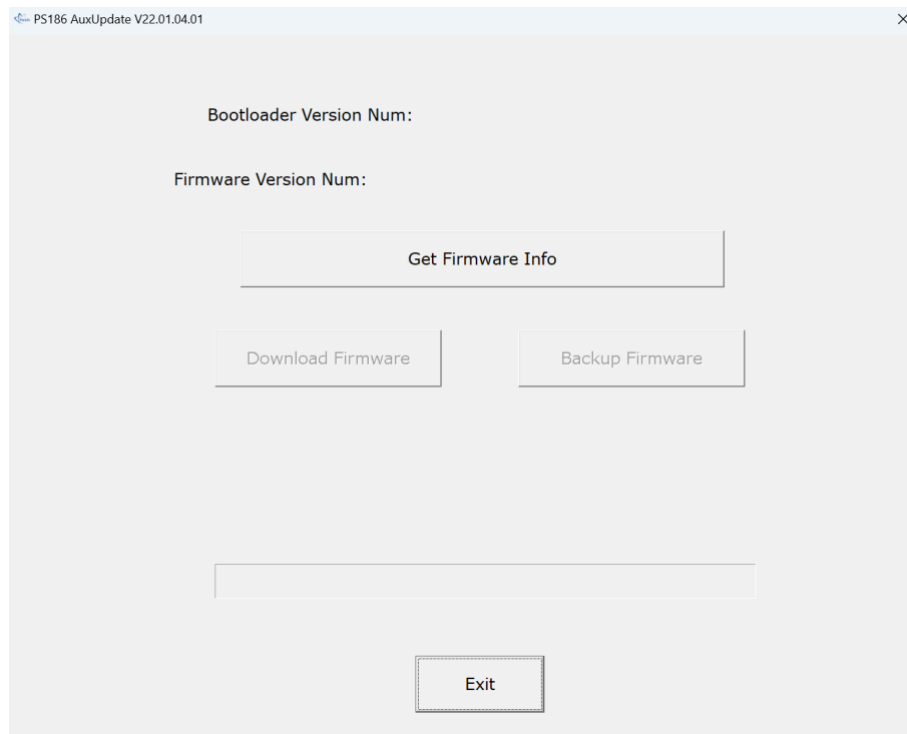 PS186 AuxUpdate V22.01.04.01
Bootloader Version Num:
Firmware Version Num:
Get Firmware Info
Download Firmware
Backup Firmware
Exit